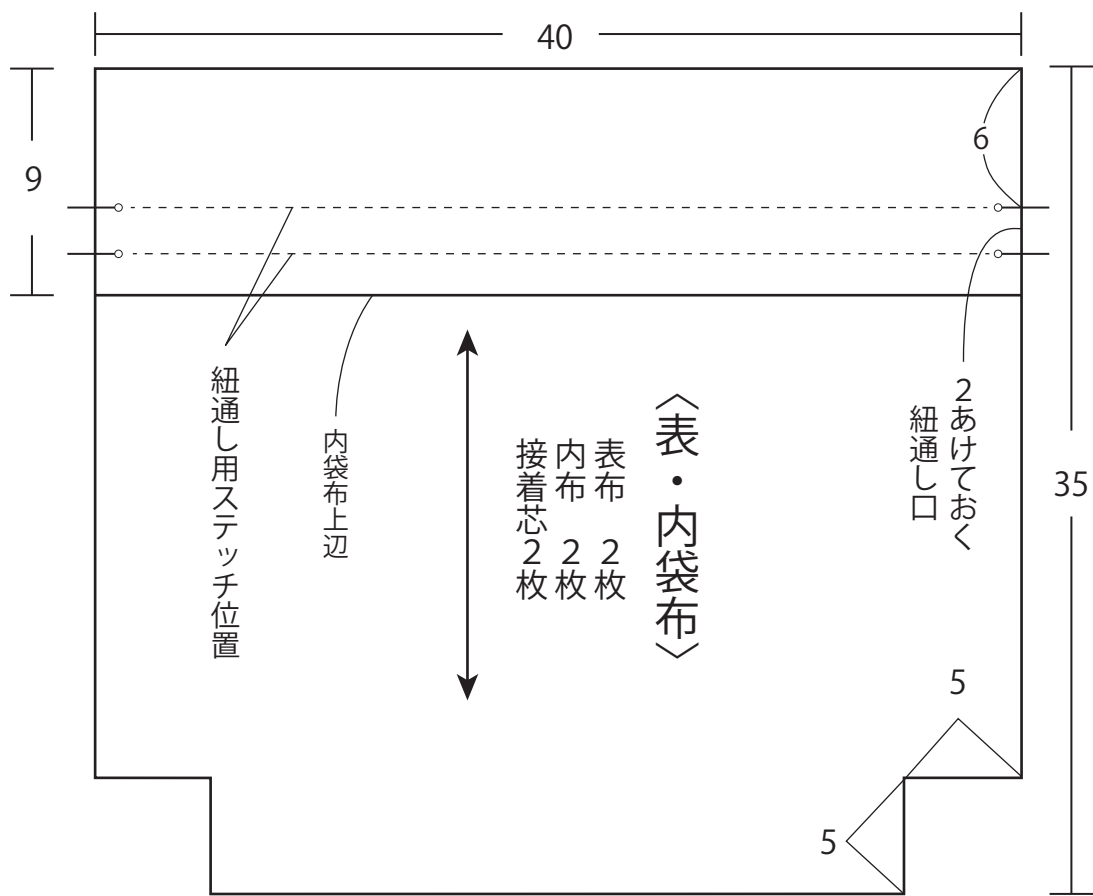 40
9
6
2あけておく
紐通し口
35
〈表・内袋布〉
表布 2枚
内布 2枚
接着芯 2枚
内袋布上辺
紐通し用ステッチ位置
5
5